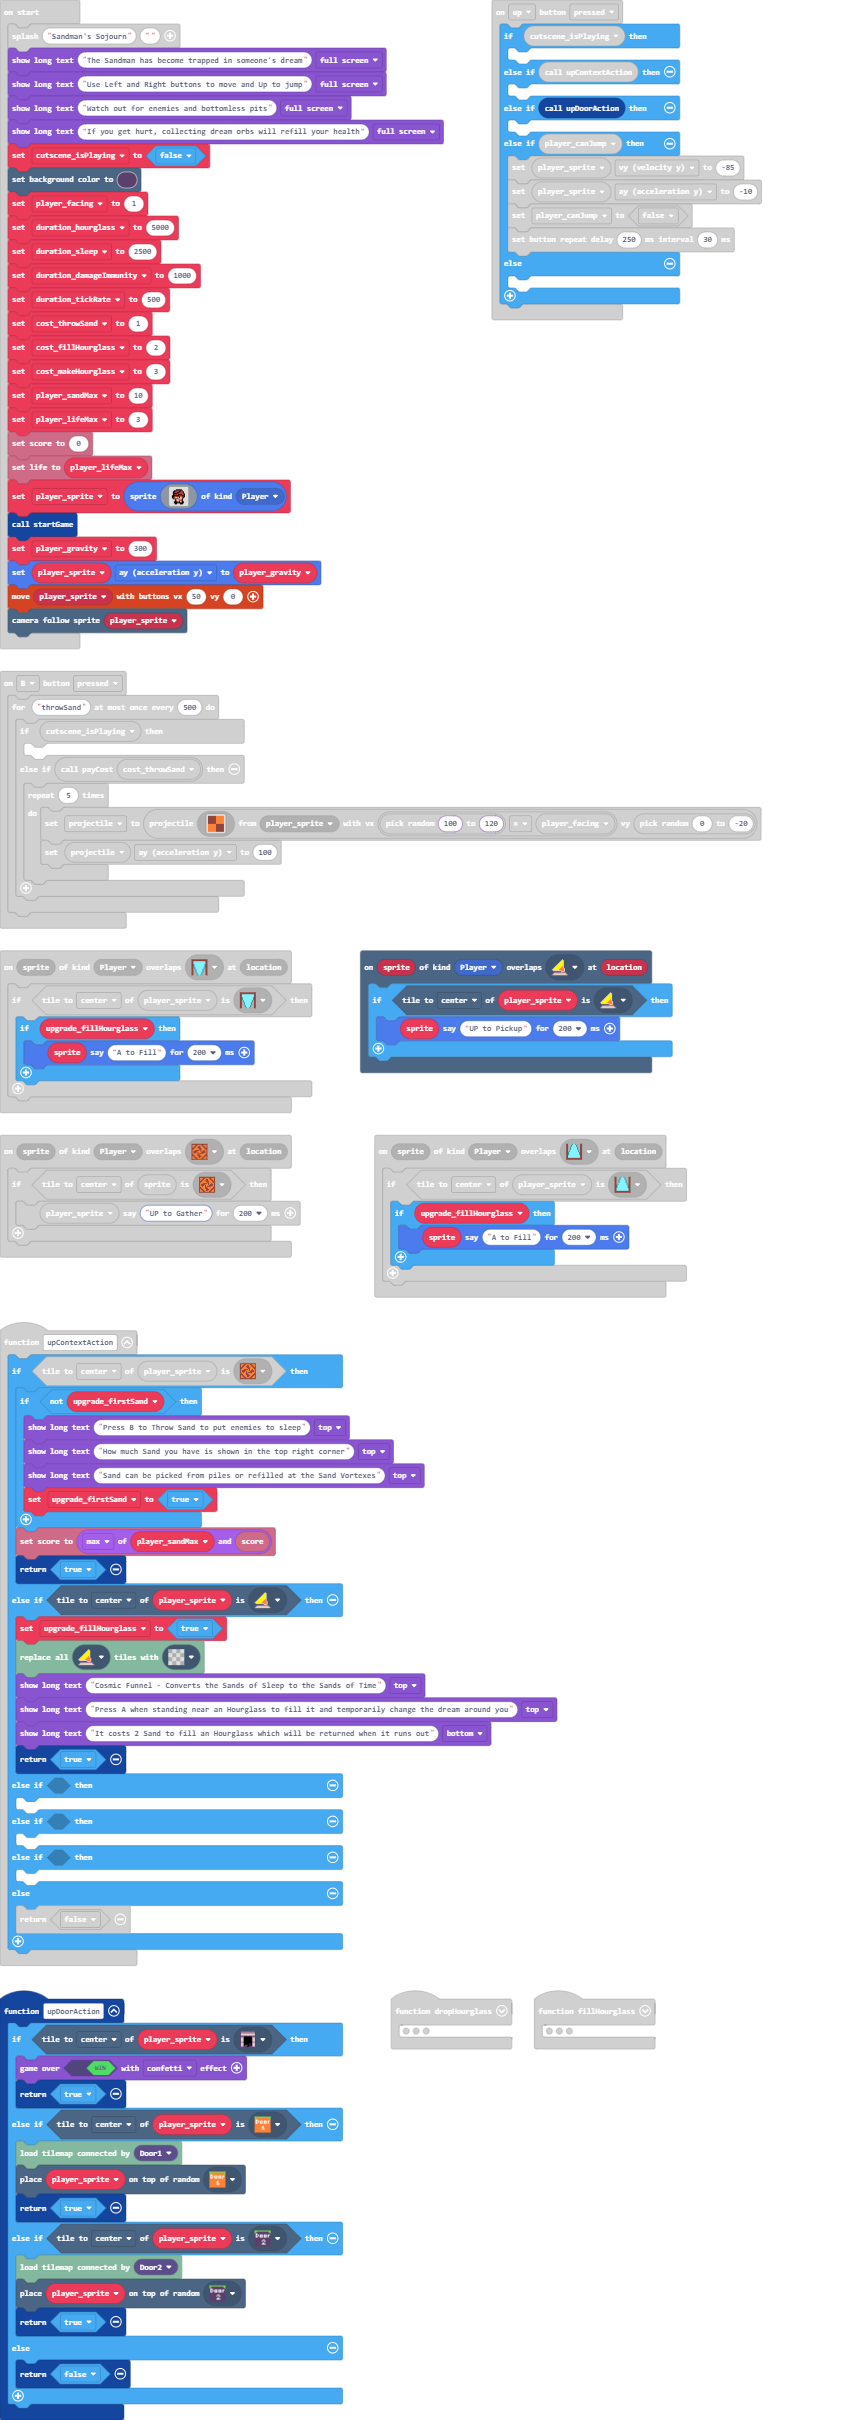 on start
splash "Sandman's Sojourn" ""
show long text "The Sandman has become trapped in someone's dream" full screen
show long text "Use Left and Right buttons to move and Up to jump" full screen
show long text "Watch out for enemies and bottomless pits" full screen
show long text "If you get hurt, collecting dream orbs will refill your health" full screen
set cutscene_isPlaying to false
set background color to
set player_facing to 1
set duration_hourglass to 5000
set duration_sleep to 2500
set duration_damageImmunity to 1000
set duration_tickRate to 500
set cost_throwSand to 1
set cost_fillHourglass to 2
set cost_makeHourglass to 3
set player_sandMax to 10
set player_lifeMax to 3
set score to 0
set life to player_lifeMax
set player_sprite to sprite of kind Player
call startGame
set player_gravity to 300
set player_sprite ay (acceleration y) to player_gravity
move player_sprite with buttons vx 50 vy 0
camera follow sprite player_sprite
on up button pressed
if cutscene_isPlaying then
else if call upContextAction then
else if call upDoorAction then
else if player_canJump then
set player_sprite vy (velocity y) to -85
set player_sprite ay (acceleration y) to -10
set player_canJump to false
set button repeat delay 250 ms interval 30 ms
else
on B button pressed
for "throwSand" at most once every 500 do
if cutscene_isPlaying then
else if call payCost cost_throwSand then
repeat 5 times
do set projectile to projectile from player_sprite with vx pick random 100 to 120 x player_facing vy pick random 0 to -20
set projectile ay (acceleration y) to 100
on sprite of kind Player overlaps at location
if tile to center of player_sprite is then
if upgrade_fillHourglass then
sprite say "A to Fill" for 200 ms
on sprite of kind Player overlaps at location
if tile to center of player_sprite is then
sprite say "UP to Pickup" for 200 ms
on sprite of kind Player overlaps at location
if tile to center of sprite is then
player_sprite say "UP to Gather" for 200 ms
on sprite of kind Player overlaps at location
if tile to center of player_sprite is then
if upgrade_fillHourglass then
sprite say "A to Fill" for 200 ms
function upContextAction
if tile to center of player_sprite is then
if not upgrade_firstSand then
show long text "Press B to Throw Sand to put enemies to sleep" top
show long text "How much Sand you have is shown in the top right corner" top
show long text "Sand can be picked from piles or refilled at the Sand Vortexes" top
set upgrade_firstSand to true
set score to max of player_sandMax and score
return true
else if tile to center of player_sprite is then
set upgrade_fillHourglass to true
replace all tiles with
show long text "Cosmic Funnel - Converts the Sands of Sleep to the Sands of Time" top
show long text "Press A when standing near an Hourglass to fill it and temporarily change the dream around you" top
show long text "It costs 2 Sand to fill an Hourglass which will be returned when it runs out" bottom
return true
else if then
else if then
else if then
else
return false
function upDoorAction
if tile to center of player_sprite is then
game over WIN with confetti effect
return true
else if tile to center of player_sprite is Door 1 then
load tilemap connected by Door1
place player_sprite on top of random Door 1
return true
else if tile to center of player_sprite is Door 2 then
load tilemap connected by Door2
place player_sprite on top of random Door 2
return true
else
return false
function dropHourglass
function fillHourglass